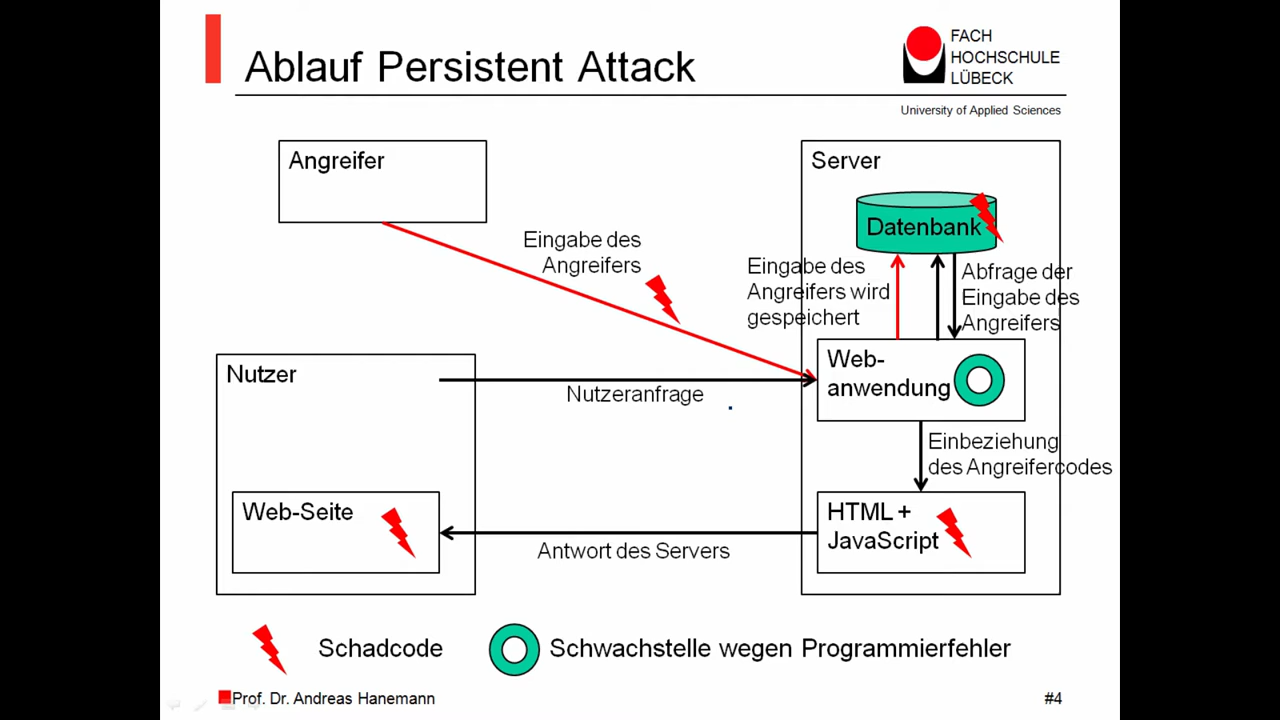 Ablauf Persistent Attack
FACH
HOCHSCHULE
LÜBECK
University of Applied Sciences
Angreifer
Server
Datenbank
Eingabe des
Angreifers
Eingabe des
Angreifers wird
gespeichert
Abfrage der
Eingabe des
Angreifers
Nutzer
Web-
anwendung
Nutzeranfrage
Einbeziehung
des Angreifercodes
Web-Seite
HTML +
JavaScript
Antwort des Servers
Schadcode
Schwachstelle wegen Programmierfehler
Prof. Dr. Andreas Hanemann
#4